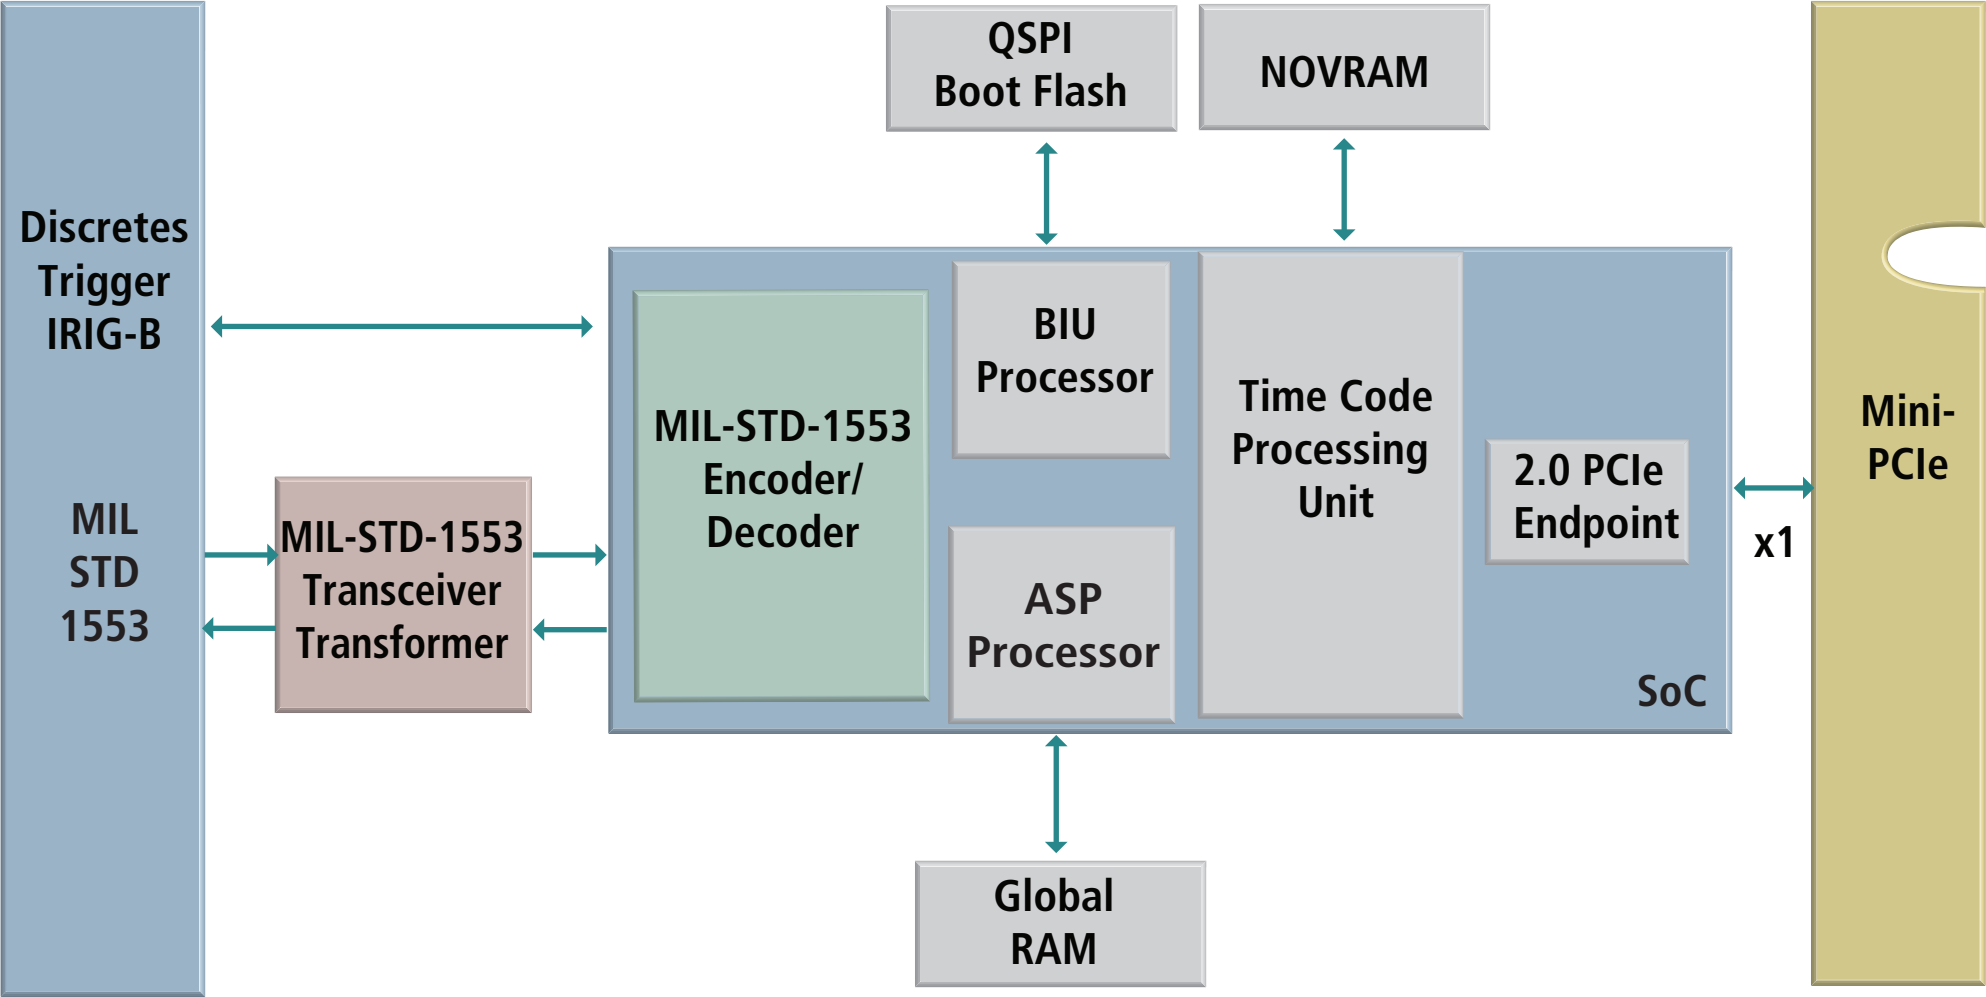 Discretes
Trigger
IRIG-B
MIL
STD
1553
MIL-STD-1553
Transceiver
Transformer
QSPI
Boot Flash
NOVRAM
MIL-STD-1553
Encoder/
Decoder
BIU
Processor
ASP
Processor
Time Code
Processing
Unit
2.0 PCIe
Endpoint
SoC
Global
RAM
x1
Mini-
PCIe